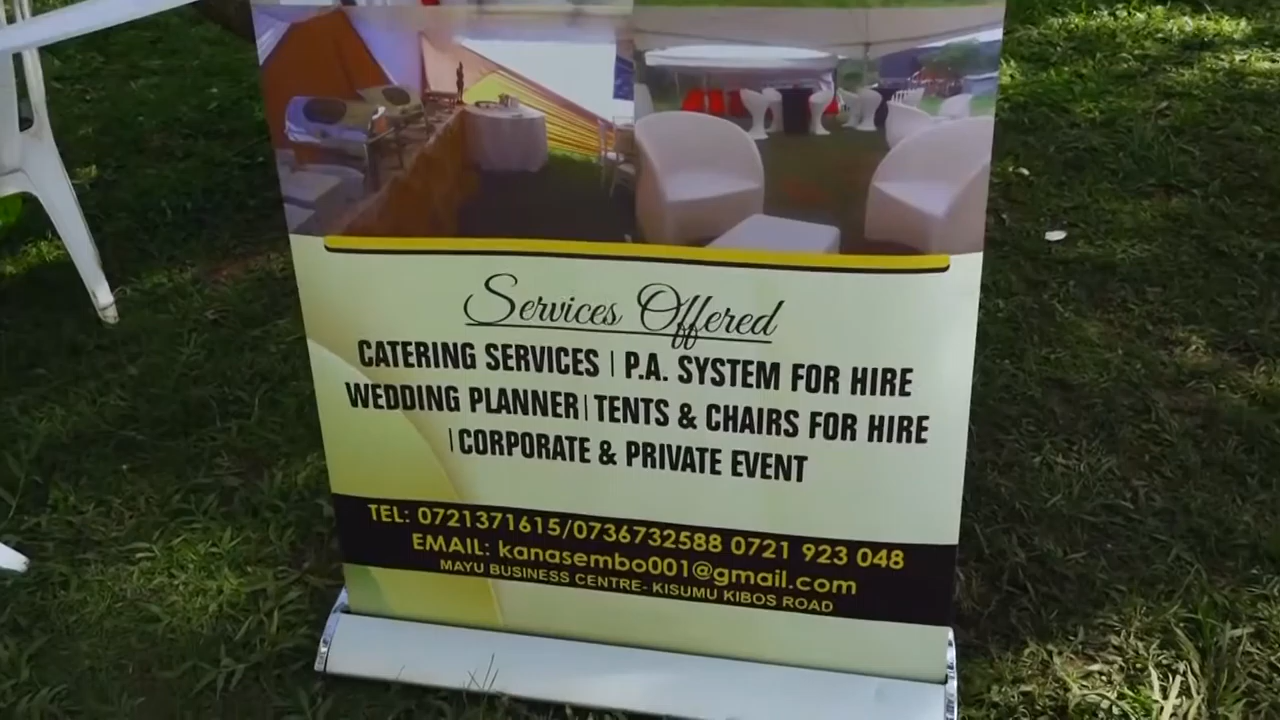 Services Offered
CATERING SERVICES | P.A. SYSTEM FOR HIRE
WEDDING PLANNER | TENTS & CHAIRS FOR HIRE
| CORPORATE & PRIVATE EVENT
TEL: 0721371615/0736732588 0721 923 048
EMAIL: kanasembo001@gmail.com
MAYU BUSINESS CENTRE- KISUMU KIBOS ROAD